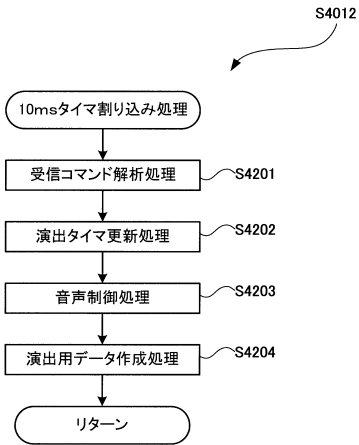 S4012
10msタイマ割り込み処理
受信コマンド解析処理
S4201
演出タイマ更新処理
S4202
音声制御処理
S4203
演出用データ作成処理
S4204
リターン